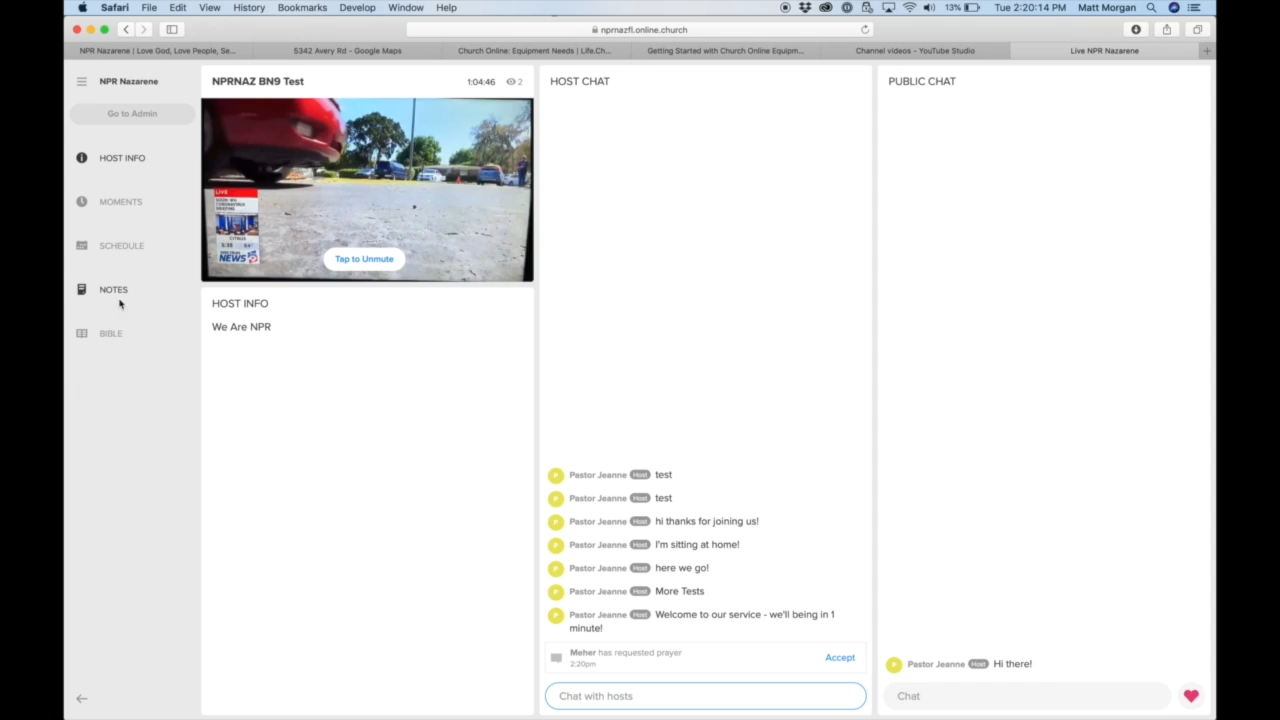 Safari File Edit View History Bookmarks Develop Window Help 13% Tue 2:20:14 PM Matt Morgan
nprnazfl.online.church
NPR Nazarene | Love God, Love People, Se... 5342 Avery Rd - Google Maps Church Online: Equipment Needs | Life.Ch... Getting Started with Church Online Equipm... Channel videos - YouTube Studio Live NPR Nazarene
NPR Nazarene
Go to Admin
HOST INFO
MOMENTS
SCHEDULE
NOTES
BIBLE
NPRNAZ BN9 Test 1:04:46 2
LIVE
SOON: WH
CORONAVIRUS
BRIEFING
CITRUS
SPECTRUM
NEWS
Tap to Unmute
HOST INFO
We Are NPR
HOST CHAT
P Pastor Jeanne Host test
P Pastor Jeanne Host test
P Pastor Jeanne Host hi thanks for joining us!
P Pastor Jeanne Host I'm sitting at home!
P Pastor Jeanne Host here we go!
P Pastor Jeanne Host More Tests
P Pastor Jeanne Host Welcome to our service - we'll being in 1
minute!
Meher has requested prayer
2:20pm
Accept
Chat with hosts
PUBLIC CHAT
P Pastor Jeanne Host Hi there!
Chat